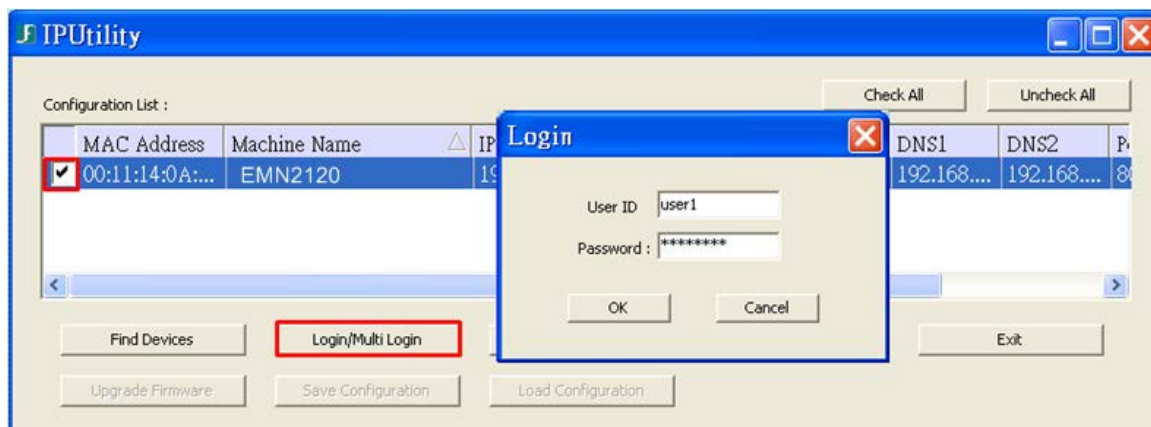 IPUtility
Check All
Uncheck All
Configuration List :
MAC Address
Machine Name
IP
DNS1
DNS2
00:11:14:0A:...
EMN2120
192.168....
192.168....
Login
User ID
user1
Password :
********
OK
Cancel
Find Devices
Login/Multi Login
Exit
Upgrade Firmware
Save Configuration
Load Configuration